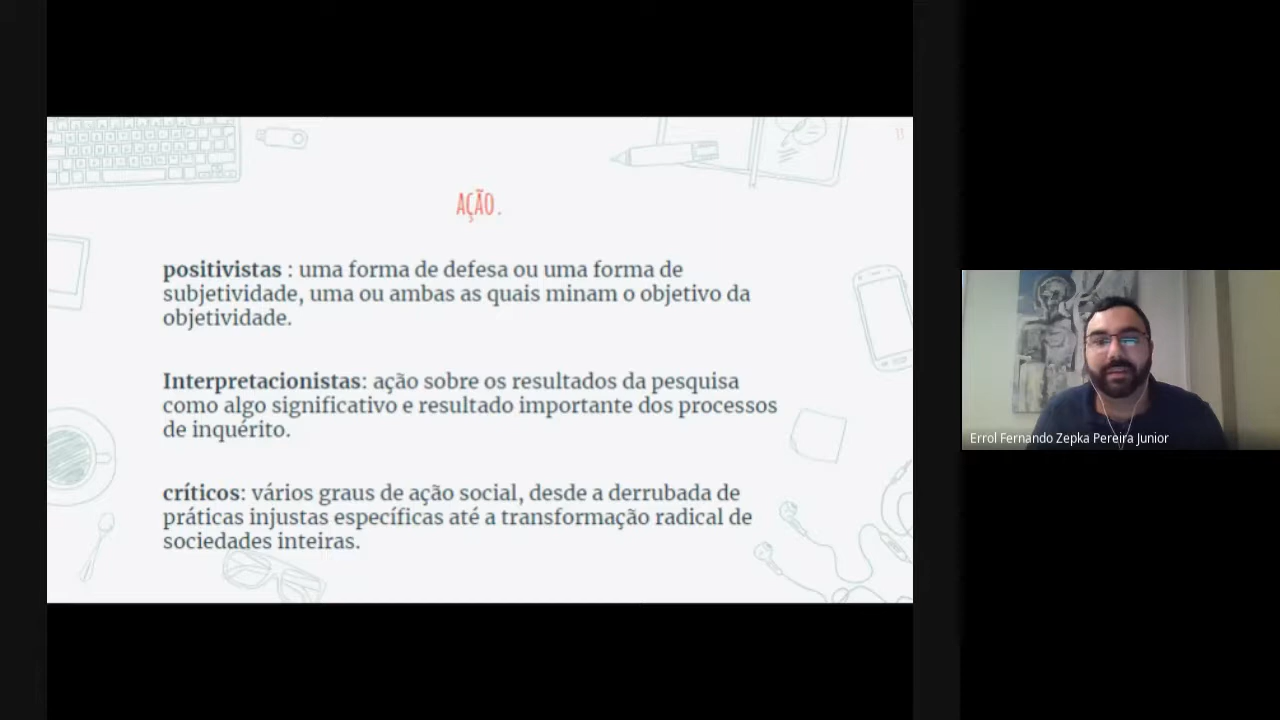 AÇÃO.
positivistas : uma forma de defesa ou uma forma de
subjetividade, uma ou ambas as quais minam o objetivo da
objetividade.
Interpretacionistas: ação sobre os resultados da pesquisa
como algo significativo e resultado importante dos processos
de inquérito.
críticos: vários graus de ação social, desde a derrubada de
práticas injustas específicas até a transformação radical de
sociedades inteiras.
Errol Fernando Zepka Pereira Junior